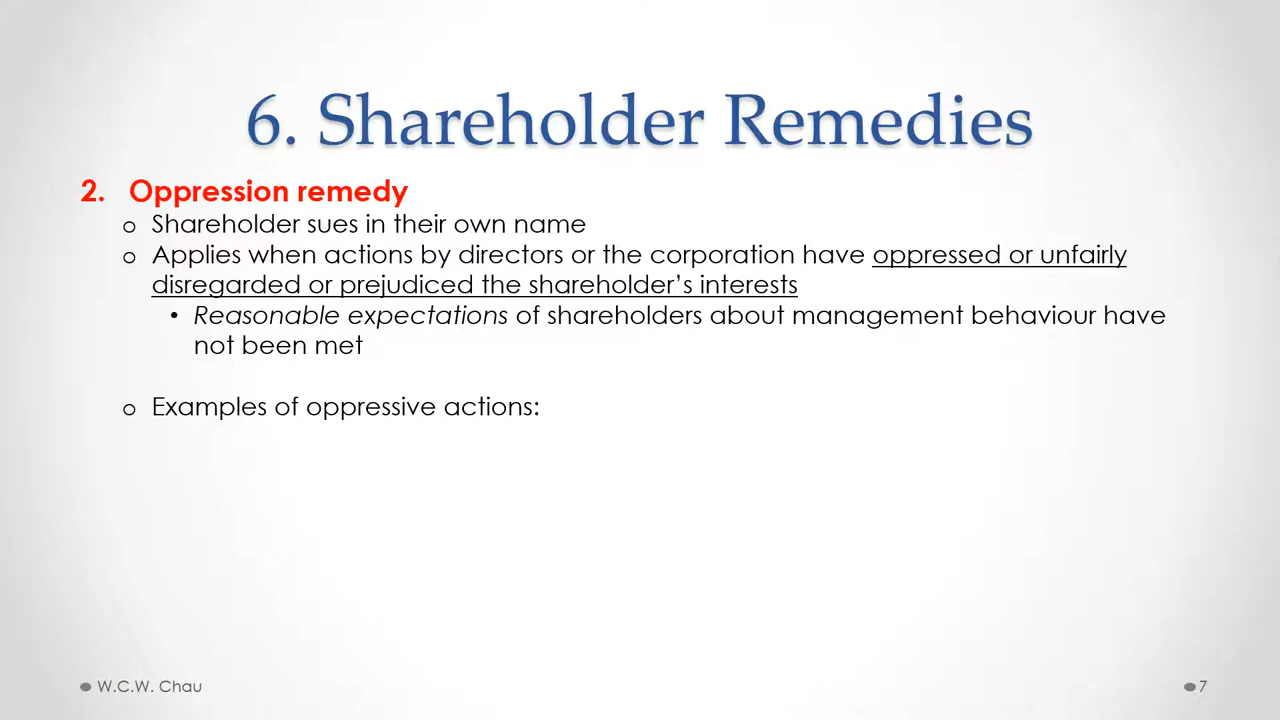 6. Shareholder Remedies
2. Oppression remedy
o Shareholder sues in their own name
o Applies when actions by directors or the corporation have oppressed or unfairly
disregarded or prejudiced the shareholder’s interests
• Reasonable expectations of shareholders about management behaviour have
not been met
o Examples of oppressive actions:
W.C.W. Chau
7